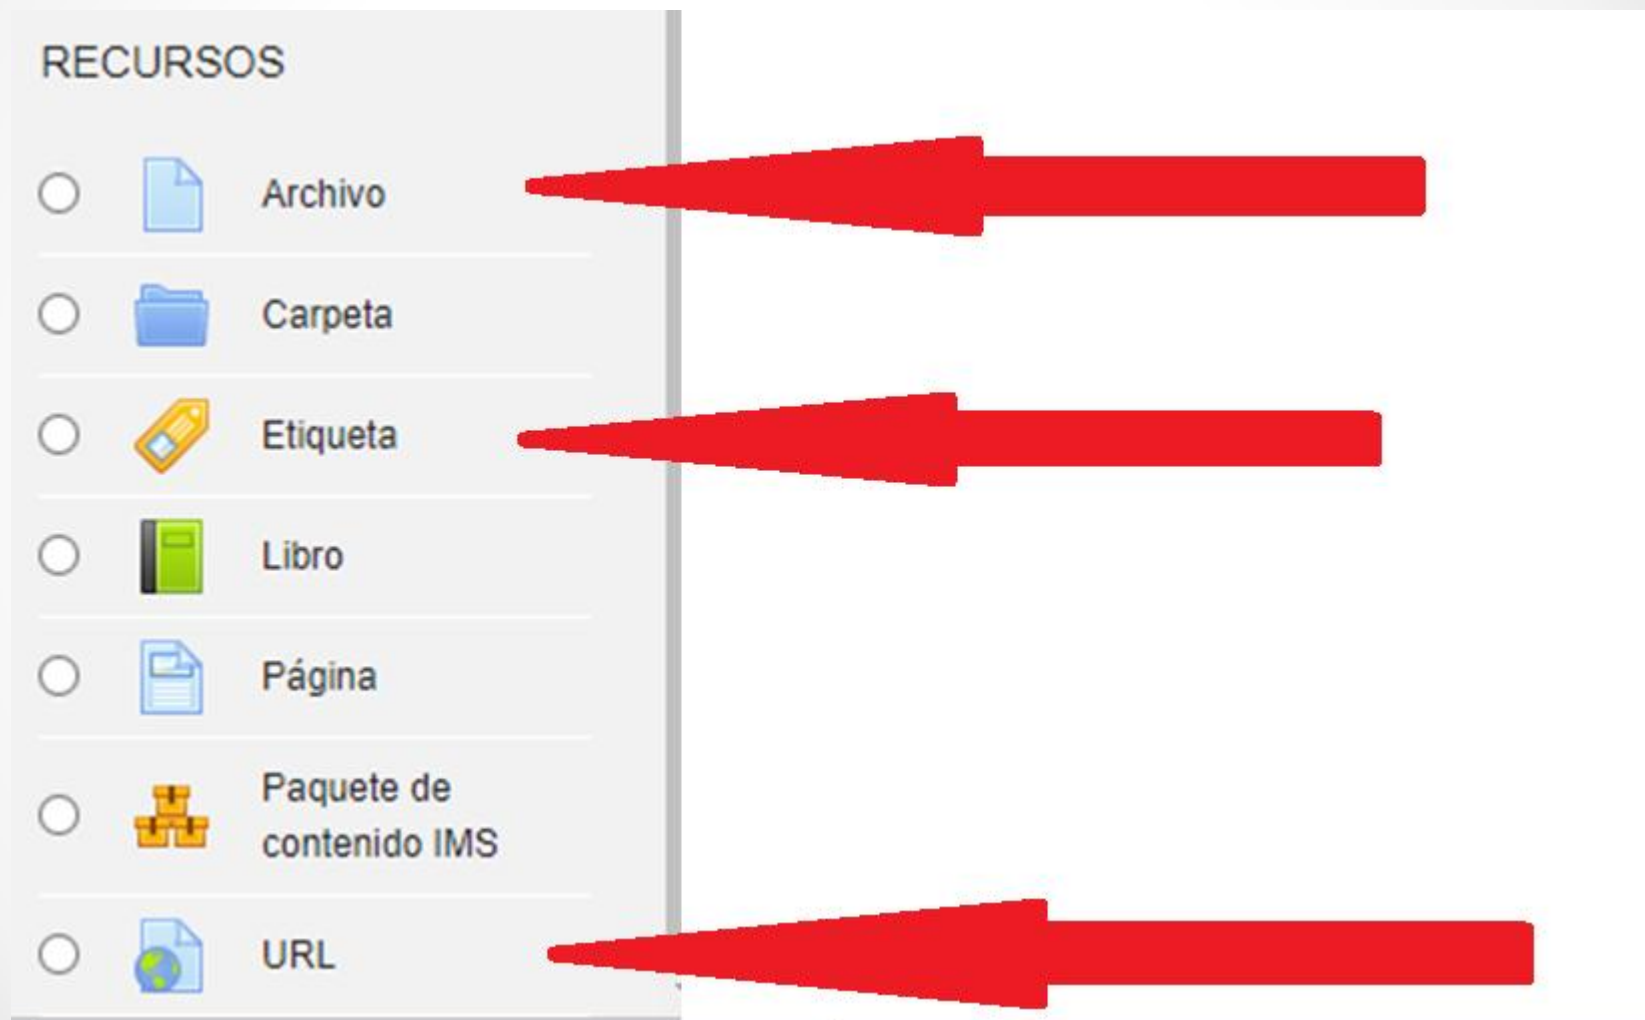 RECURSOS
Archivo
Carpeta
Etiqueta
Libro
Página
Paquete de
contenido IMS
URL